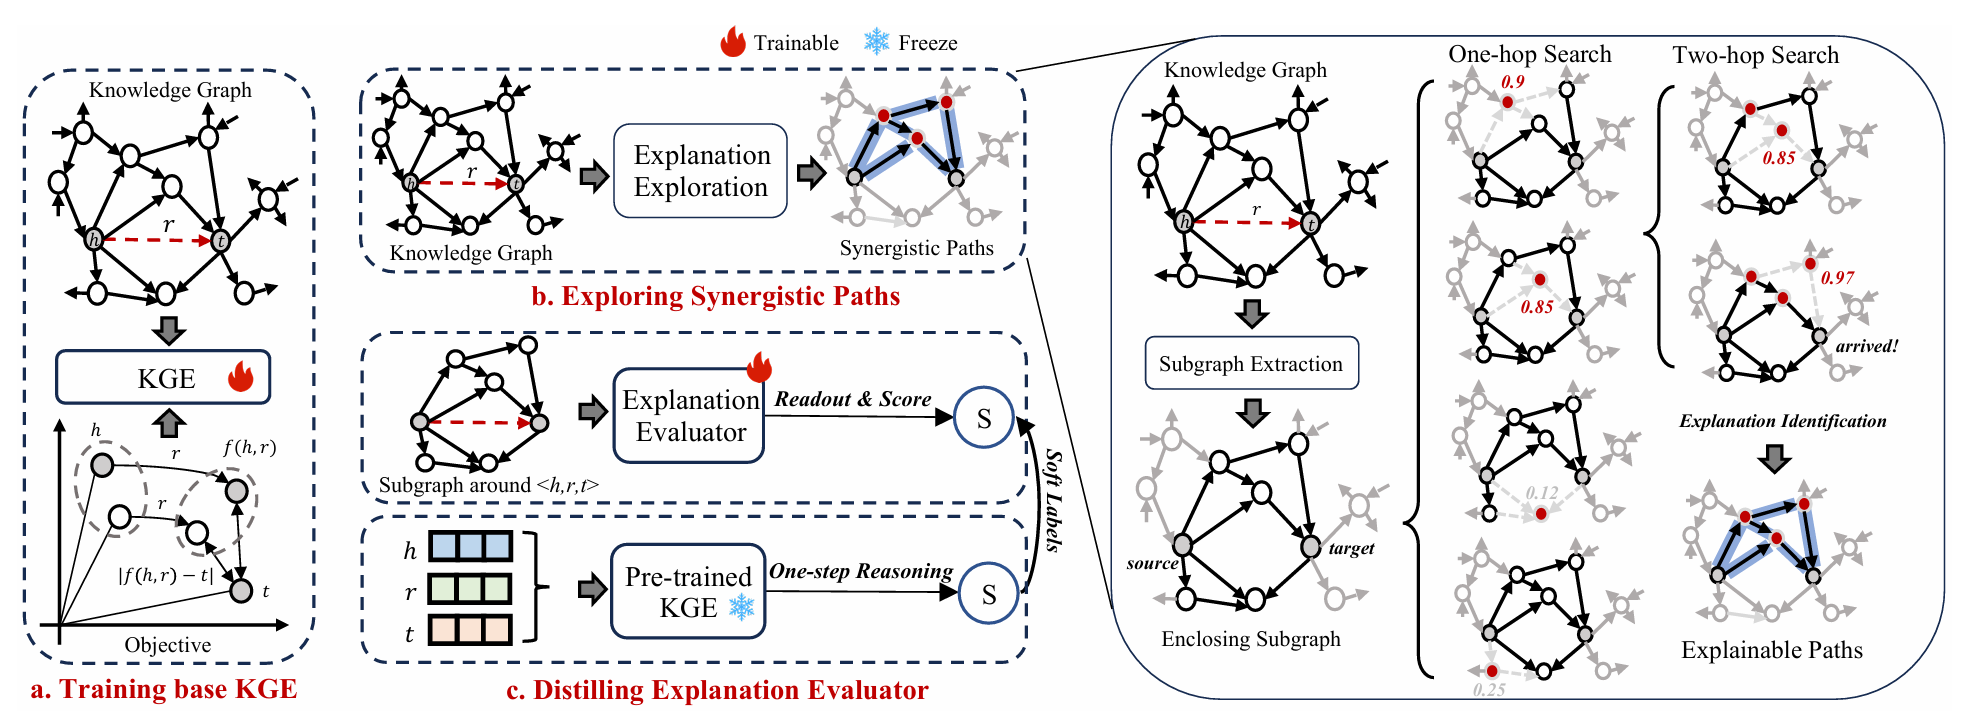 Trainable
Freeze
Knowledge Graph
h
r
t
KGE
h
r
f(h,r)
r
|f(h,r) − t|
t
Objective
a. Training base KGE
h
r
t
Knowledge Graph
Explanation
Exploration
Synergistic Paths
b. Exploring Synergistic Paths
Subgraph around <h,r,t>
Explanation
Evaluator
Readout & Score
S
Soft Labels
h
r
t
Pre-trained
KGE
One-step Reasoning
S
c. Distilling Explanation Evaluator
Knowledge Graph
h
r
t
Subgraph Extraction
source
target
Enclosing Subgraph
One-hop Search
0.9
0.85
0.12
0.25
Two-hop Search
0.85
0.97
arrived!
Explanation Identification
Explainable Paths